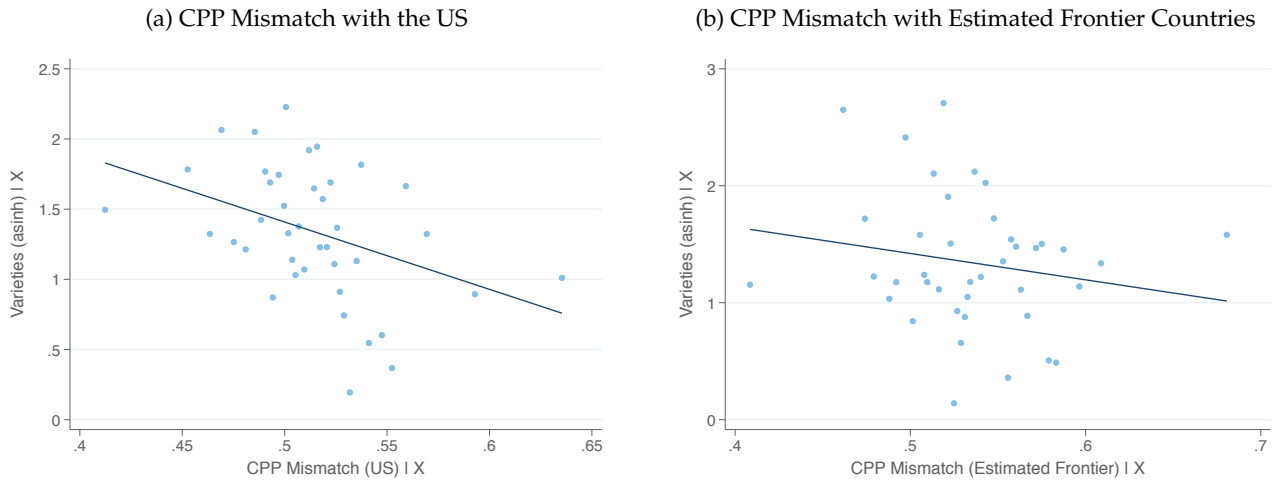 (a) CPP Mismatch with the US
2.5
2
1.5
1
.5
0
Varieties (asinh) | X
.4 .45 .5 .55 .6 .65
CPP Mismatch (US) | X
(b) CPP Mismatch with Estimated Frontier Countries
3
2
1
0
Varieties (asinh) | X
.4 .5 .6 .7
CPP Mismatch (Estimated Frontier) | X